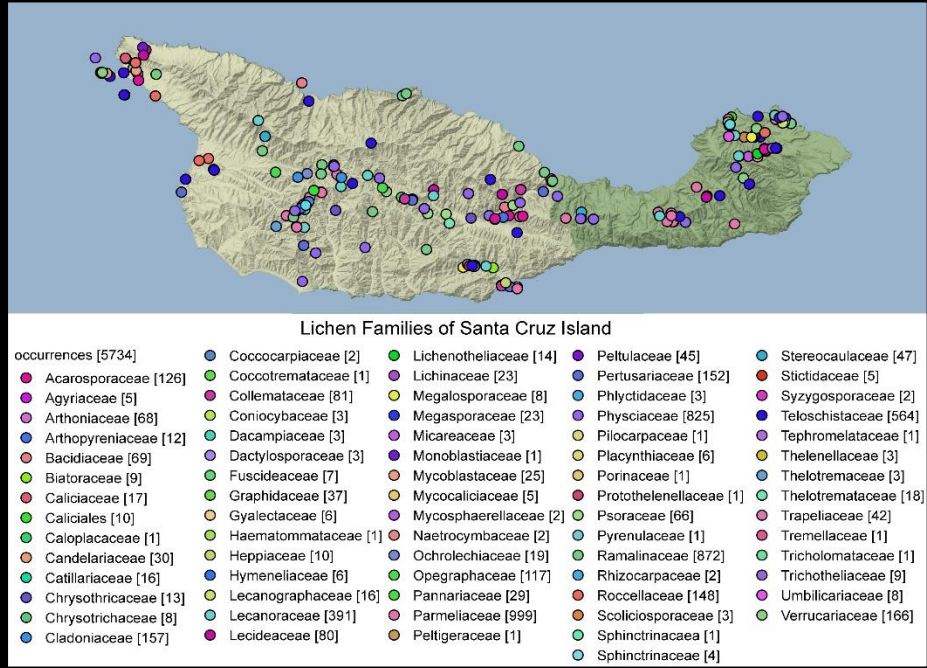 Lichen Families of Santa Cruz Island
occurrences [5734]
Acarosporaceae [126]
Agyriaceae [5]
Arthoniaceae [68]
Arthopyreniaceae [12]
Bacidiaceae [69]
Biatoraceae [9]
Caliciaceae [17]
Caliciales [10]
Caloplacaceae [1]
Candelariaceae [30]
Catillariaceae [16]
Chrysothricaceae [13]
Chrysotrichaceae [8]
Cladoniaceae [157]
Coccocarpiaceae [2]
Coccotremataceae [1]
Collemataceae [81]
Coniocybaceae [3]
Dacampiaceae [3]
Dactylosporaceae [3]
Fuscideaceae [7]
Graphidaceae [37]
Gyalectaceae [6]
Haematommataceae [1]
Heppiaceae [10]
Hymeneliaceae [6]
Lecanographaceae [16]
Lecanoraceae [391]
Lecideaceae [80]
Lichenotheliaceae [14]
Lichinaceae [23]
Megalosporaceae [8]
Megasporaceae [23]
Micareaceae [3]
Monoblastiaceae [1]
Mycoblastaceae [25]
Mycocaliciaceae [5]
Mycosphaerellaceae [2]
Naetrocymbaceae [2]
Ochrolechiaceae [19]
Opegraphaceae [117]
Pannariaceae [29]
Parmeliaceae [999]
Peltigeraceae [1]
Peltulaceae [45]
Pertusariaceae [152]
Phlyctidaceae [3]
Physciaceae [825]
Pilocarpaceae [1]
Placynthiaceae [6]
Porinaceae [1]
Protothelenellaceae [1]
Psoraceae [66]
Pyrenulaceae [1]
Ramalinaceae [872]
Rhizocarpaceae [2]
Roccellaceae [148]
Scoliciosporaceae [3]
Sphinctrinacaea [1]
Sphinctrinaceae [4]
Stereocaulaceae [47]
Stictidaceae [5]
Syzygosporaceae [2]
Teloschistaceae [564]
Tephromelataceae [1]
Thelenellaceae [3]
Thelotremaceae [3]
Thelotremataceae [18]
Trapeliaceae [42]
Tremellaceae [1]
Tricholomataceae [1]
Trichotheliaceae [9]
Umbilicariaceae [8]
Verrucariaceae [166]